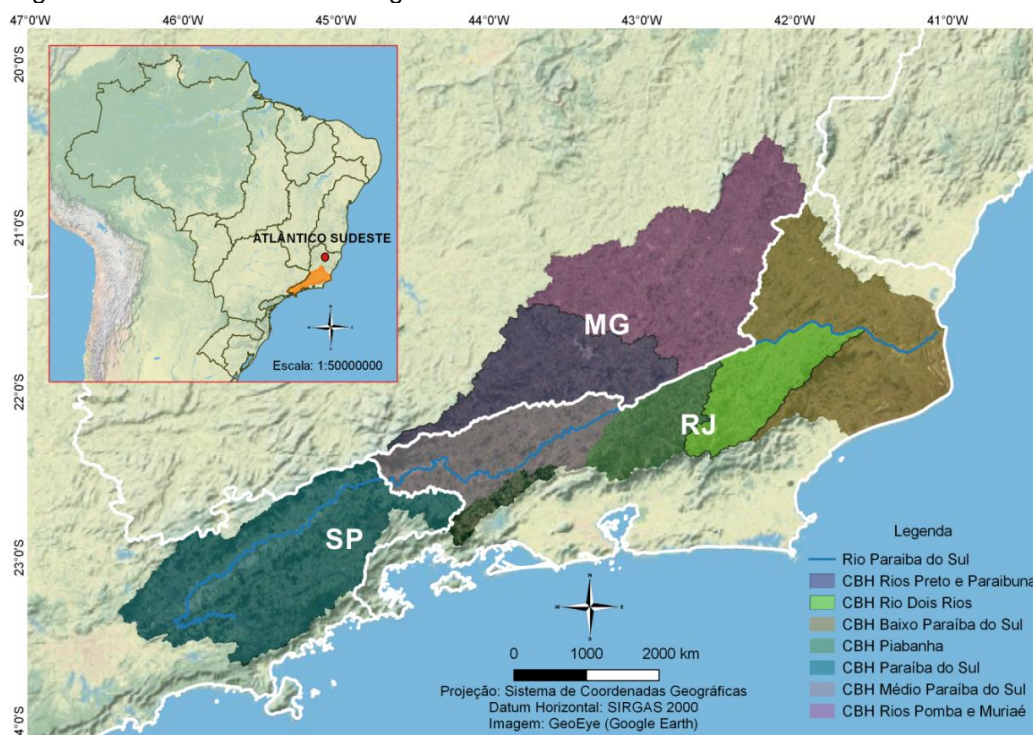 47°0'W 46°0'W 45°0'W 44°0'W 43°0'W 42°0'W 41°0'W
20°0'S
21°0'S
22°0'S
23°0'S
4°0'S
ATLÂNTICO SUDESTE
Escala: 1:50000000
MG
RJ
SP
Legenda
Rio Paraiba do Sul
CBH Rios Preto e Paraibuna
CBH Rio Dois Rios
CBH Baixo Paraíba do Sul
CBH Piabanha
CBH Paraíba do Sul
CBH Médio Paraíba do Sul
CBH Rios Pomba e Muriaé
N
W E
S
0 1000 2000 km
Projeção: Sistema de Coordenadas Geográficas
Datum Horizontal: SIRGAS 2000
Imagem: GeoEye (Google Earth)